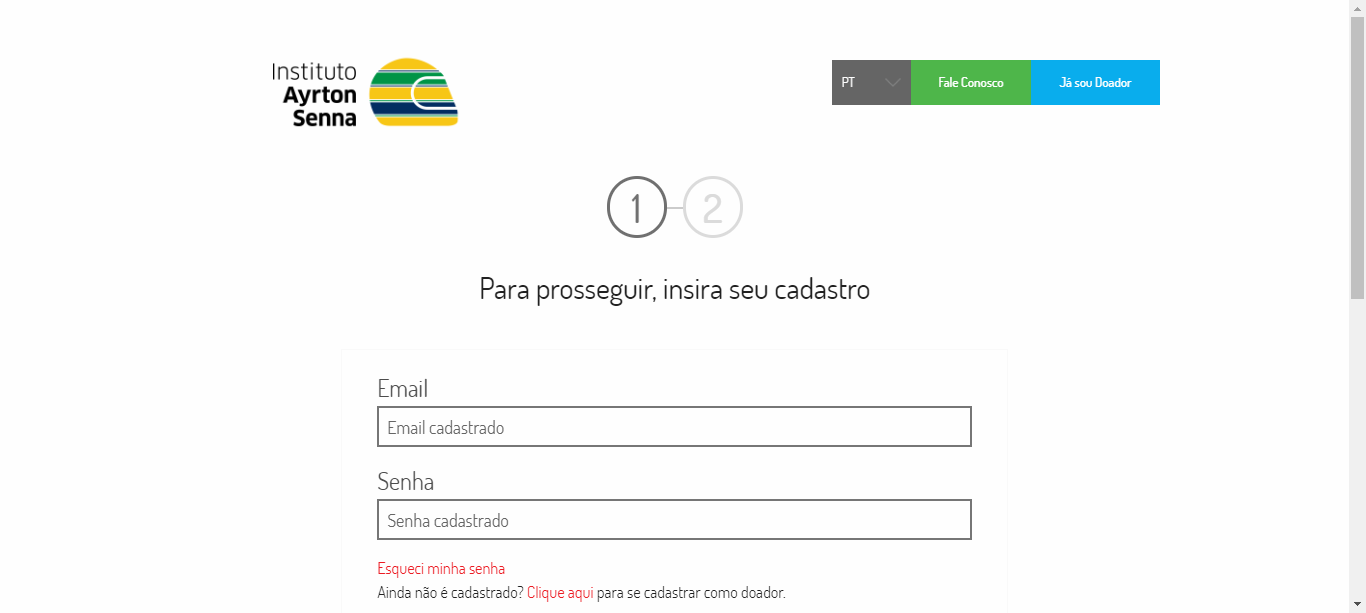 Instituto
Ayrton
Senna
PT
Fale Conosco
Já sou Doador
1
2
Para prosseguir, insira seu cadastro
Email
Email cadastrado
Senha
Senha cadastrado
Esqueci minha senha
Ainda não é cadastrado? Clique aqui para se cadastrar como doador.